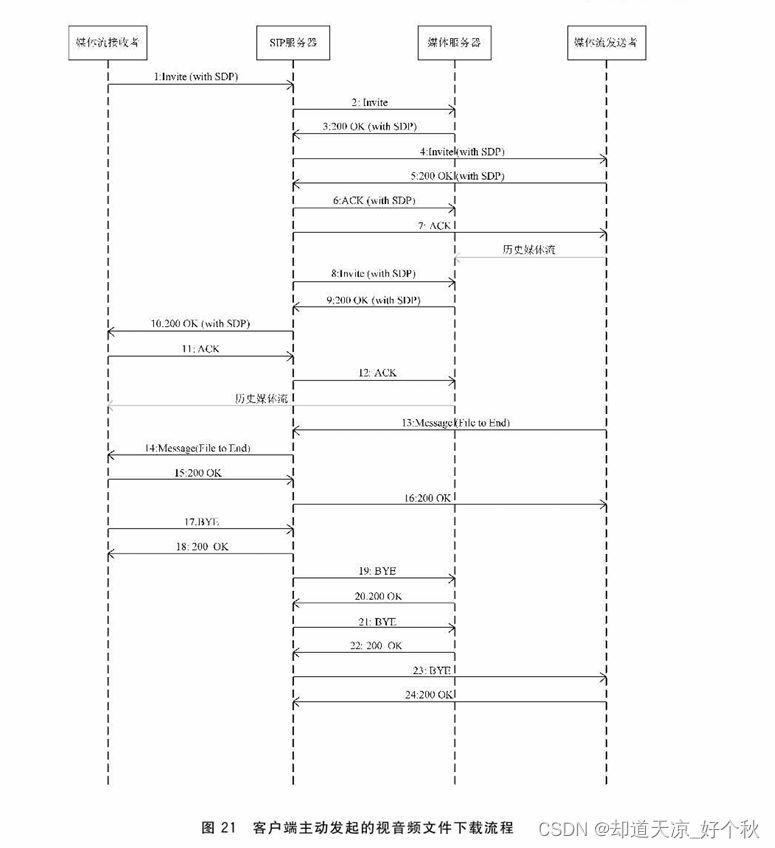 媒体流接收者 SIP服务器 媒体服务器 媒体流发送者
1:Invite (with SDP)
2: Invite
3:200 OK (with SDP)
4:Invite (with SDP)
5:200 OK (with SDP)
6:ACK (with SDP)
7: ACK
历史媒体流
8:Invite (with SDP)
9:200 OK (with SDP)
10.200 OK (with SDP)
11: ACK
12: ACK
历史媒体流
13:Message(File to End)
14:Message(File to End)
15:200 OK
16:200 OK
17.BYE
18: 200 OK
19: BYE
20.200 OK
21: BYE
22: 200 OK
23: BYE
24:200 OK
图 21 客户端主动发起的视音频文件下载流程
CSDN @却道天凉_好个秋